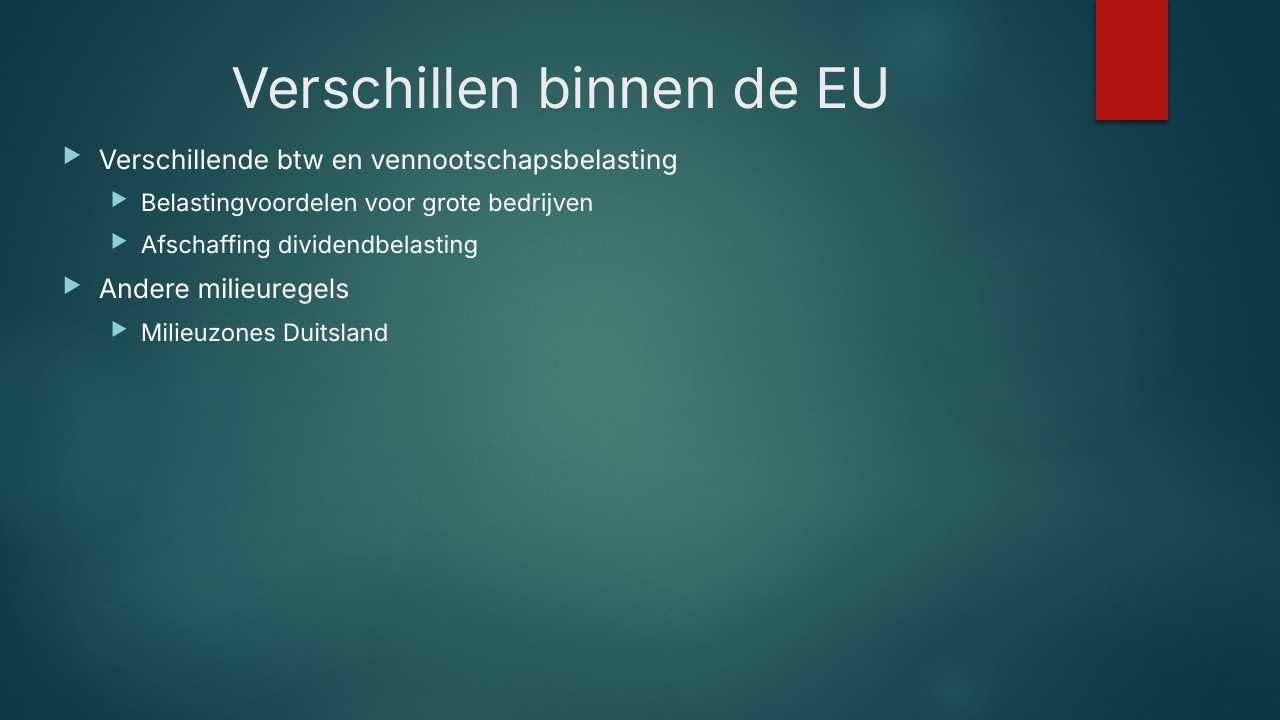 Verschillen binnen de EU
Verschillende btw en vennootschapsbelasting
Belastingvoordelen voor grote bedrijven
Afschaffing dividendbelasting
Andere milieuregels
Milieuzones Duitsland